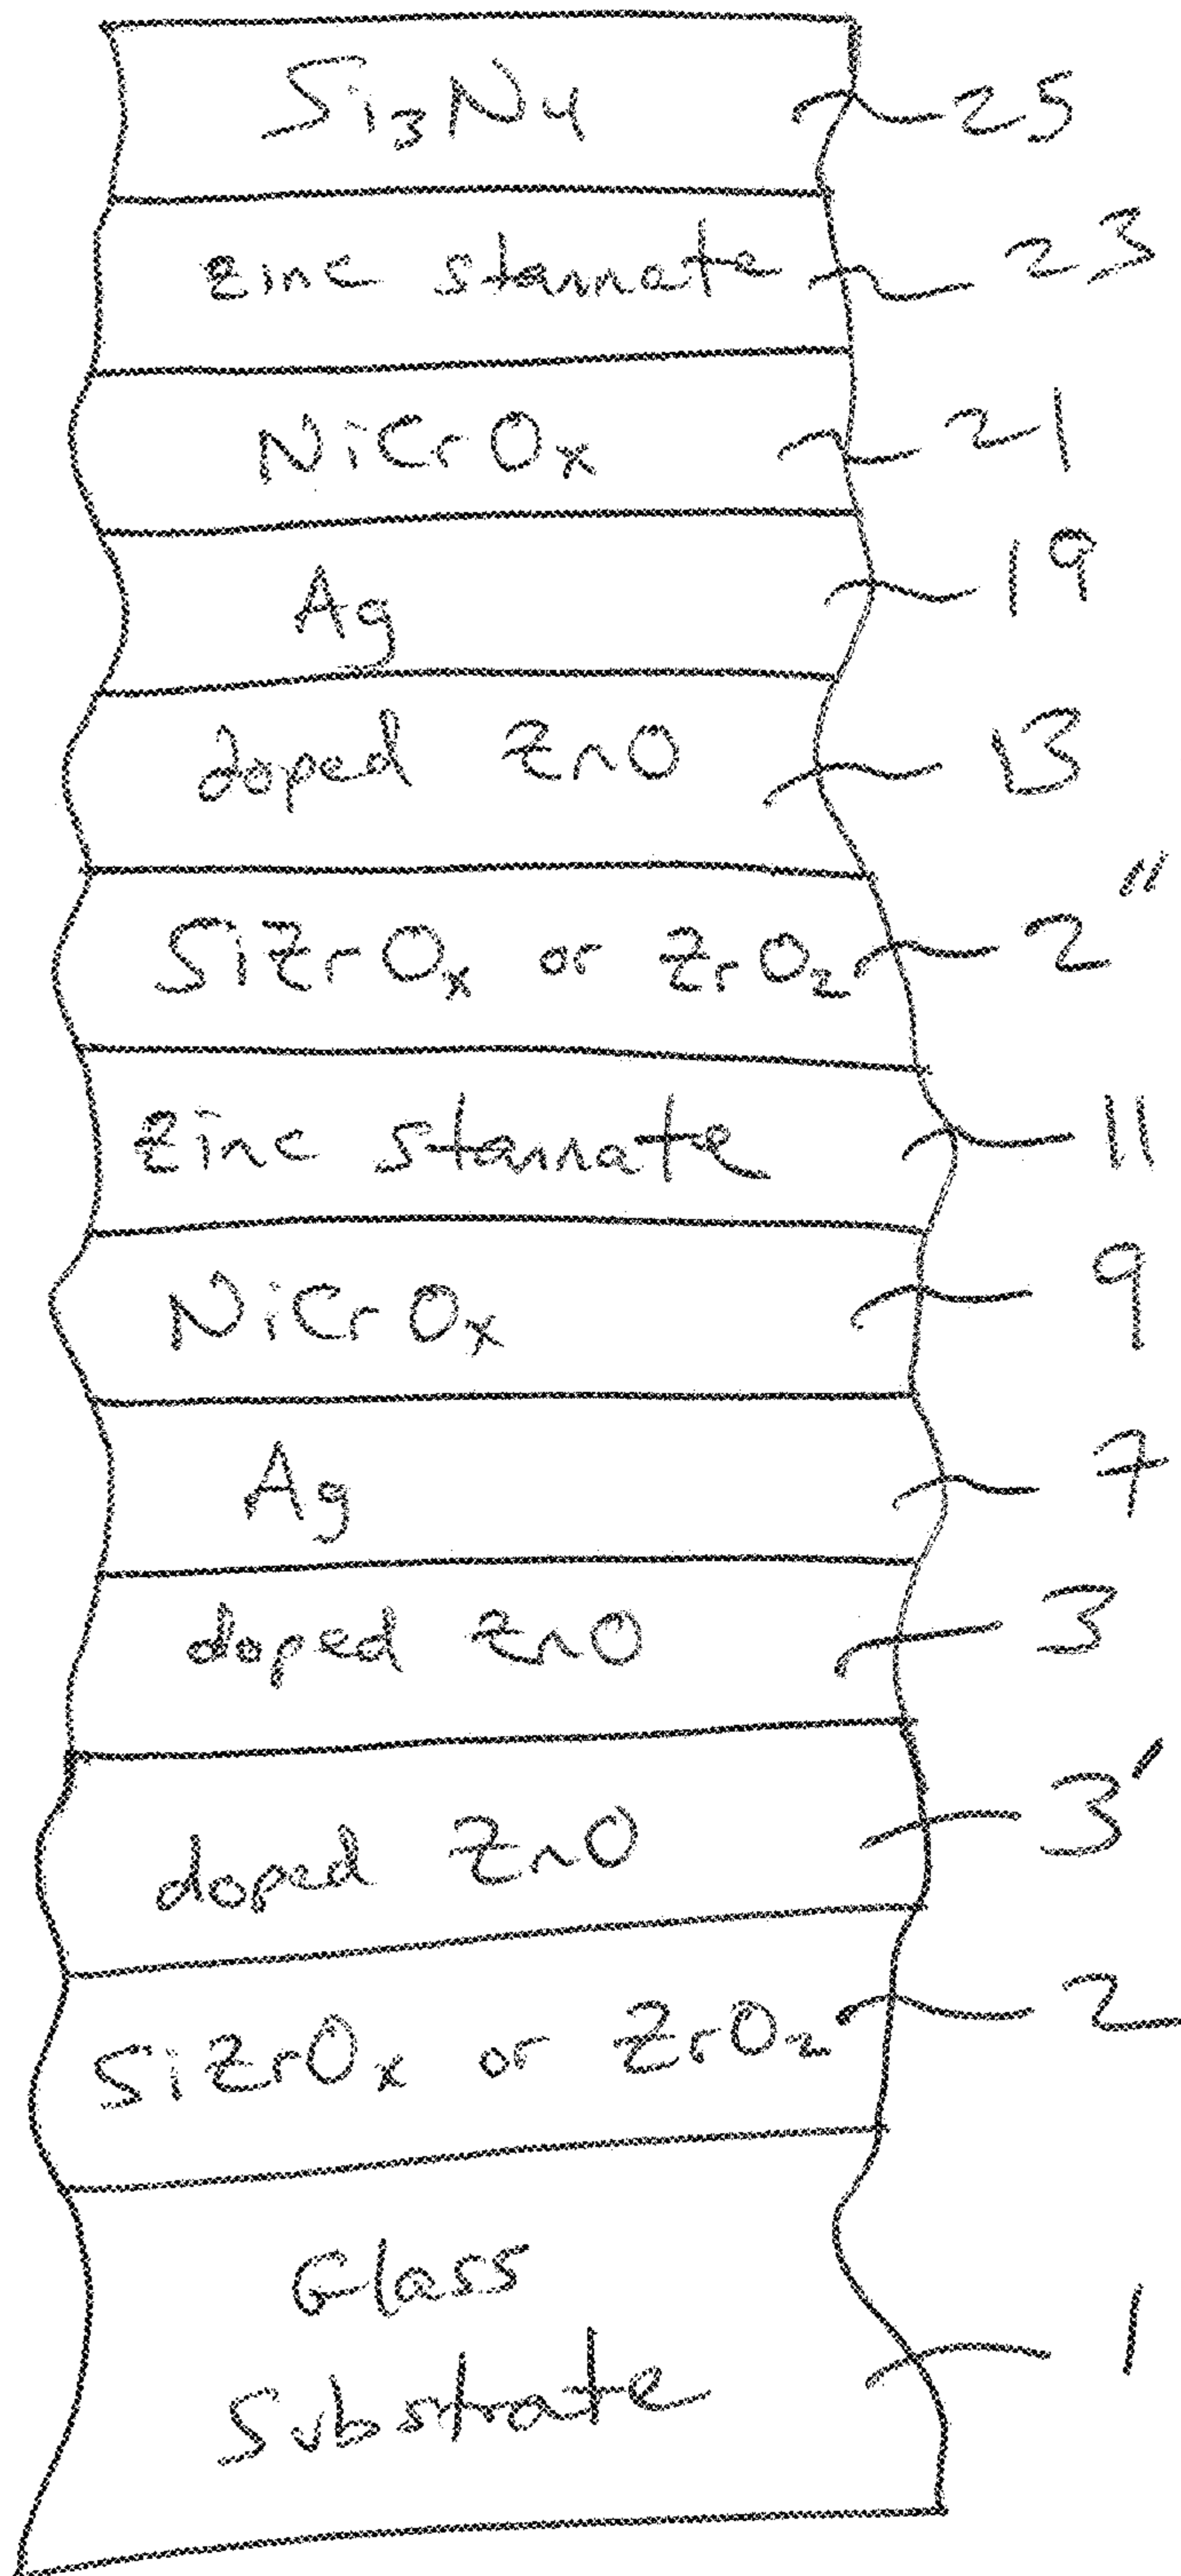 Si₃N₄ 25
zinc stannate 23
NiCrOₓ 21
Ag 19
doped ZnO 13
SiZrOₓ or ZrO₂ 2"
zinc stannate 11
NiCrOₓ 9
Ag 7
doped ZnO 3
doped ZnO 3'
SiZrOₓ or ZrO₂ 2
Glass
Substrate 1